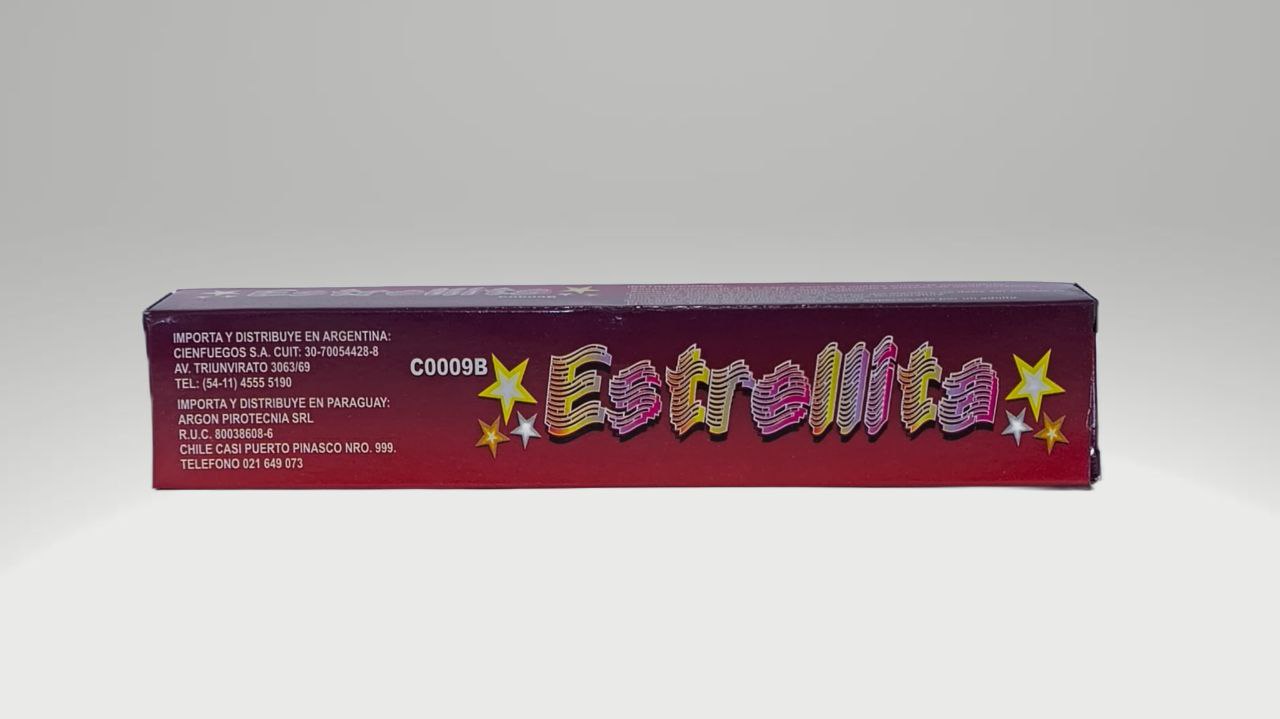 IMPORTA Y DISTRIBUYE EN ARGENTINA:
CIENFUEGOS S.A. CUIT: 30-70054428-8
AV. TRIUNVIRATO 3063/69
TEL: (54-11) 4555 5190
IMPORTA Y DISTRIBUYE EN PARAGUAY:
ARGON PIROTECNIA SRL
R.U.C. 80038608-6
CHILE CASI PUERTO PINASCO NRO. 999.
TELEFONO 021 649 073
C0009B
Estrellita